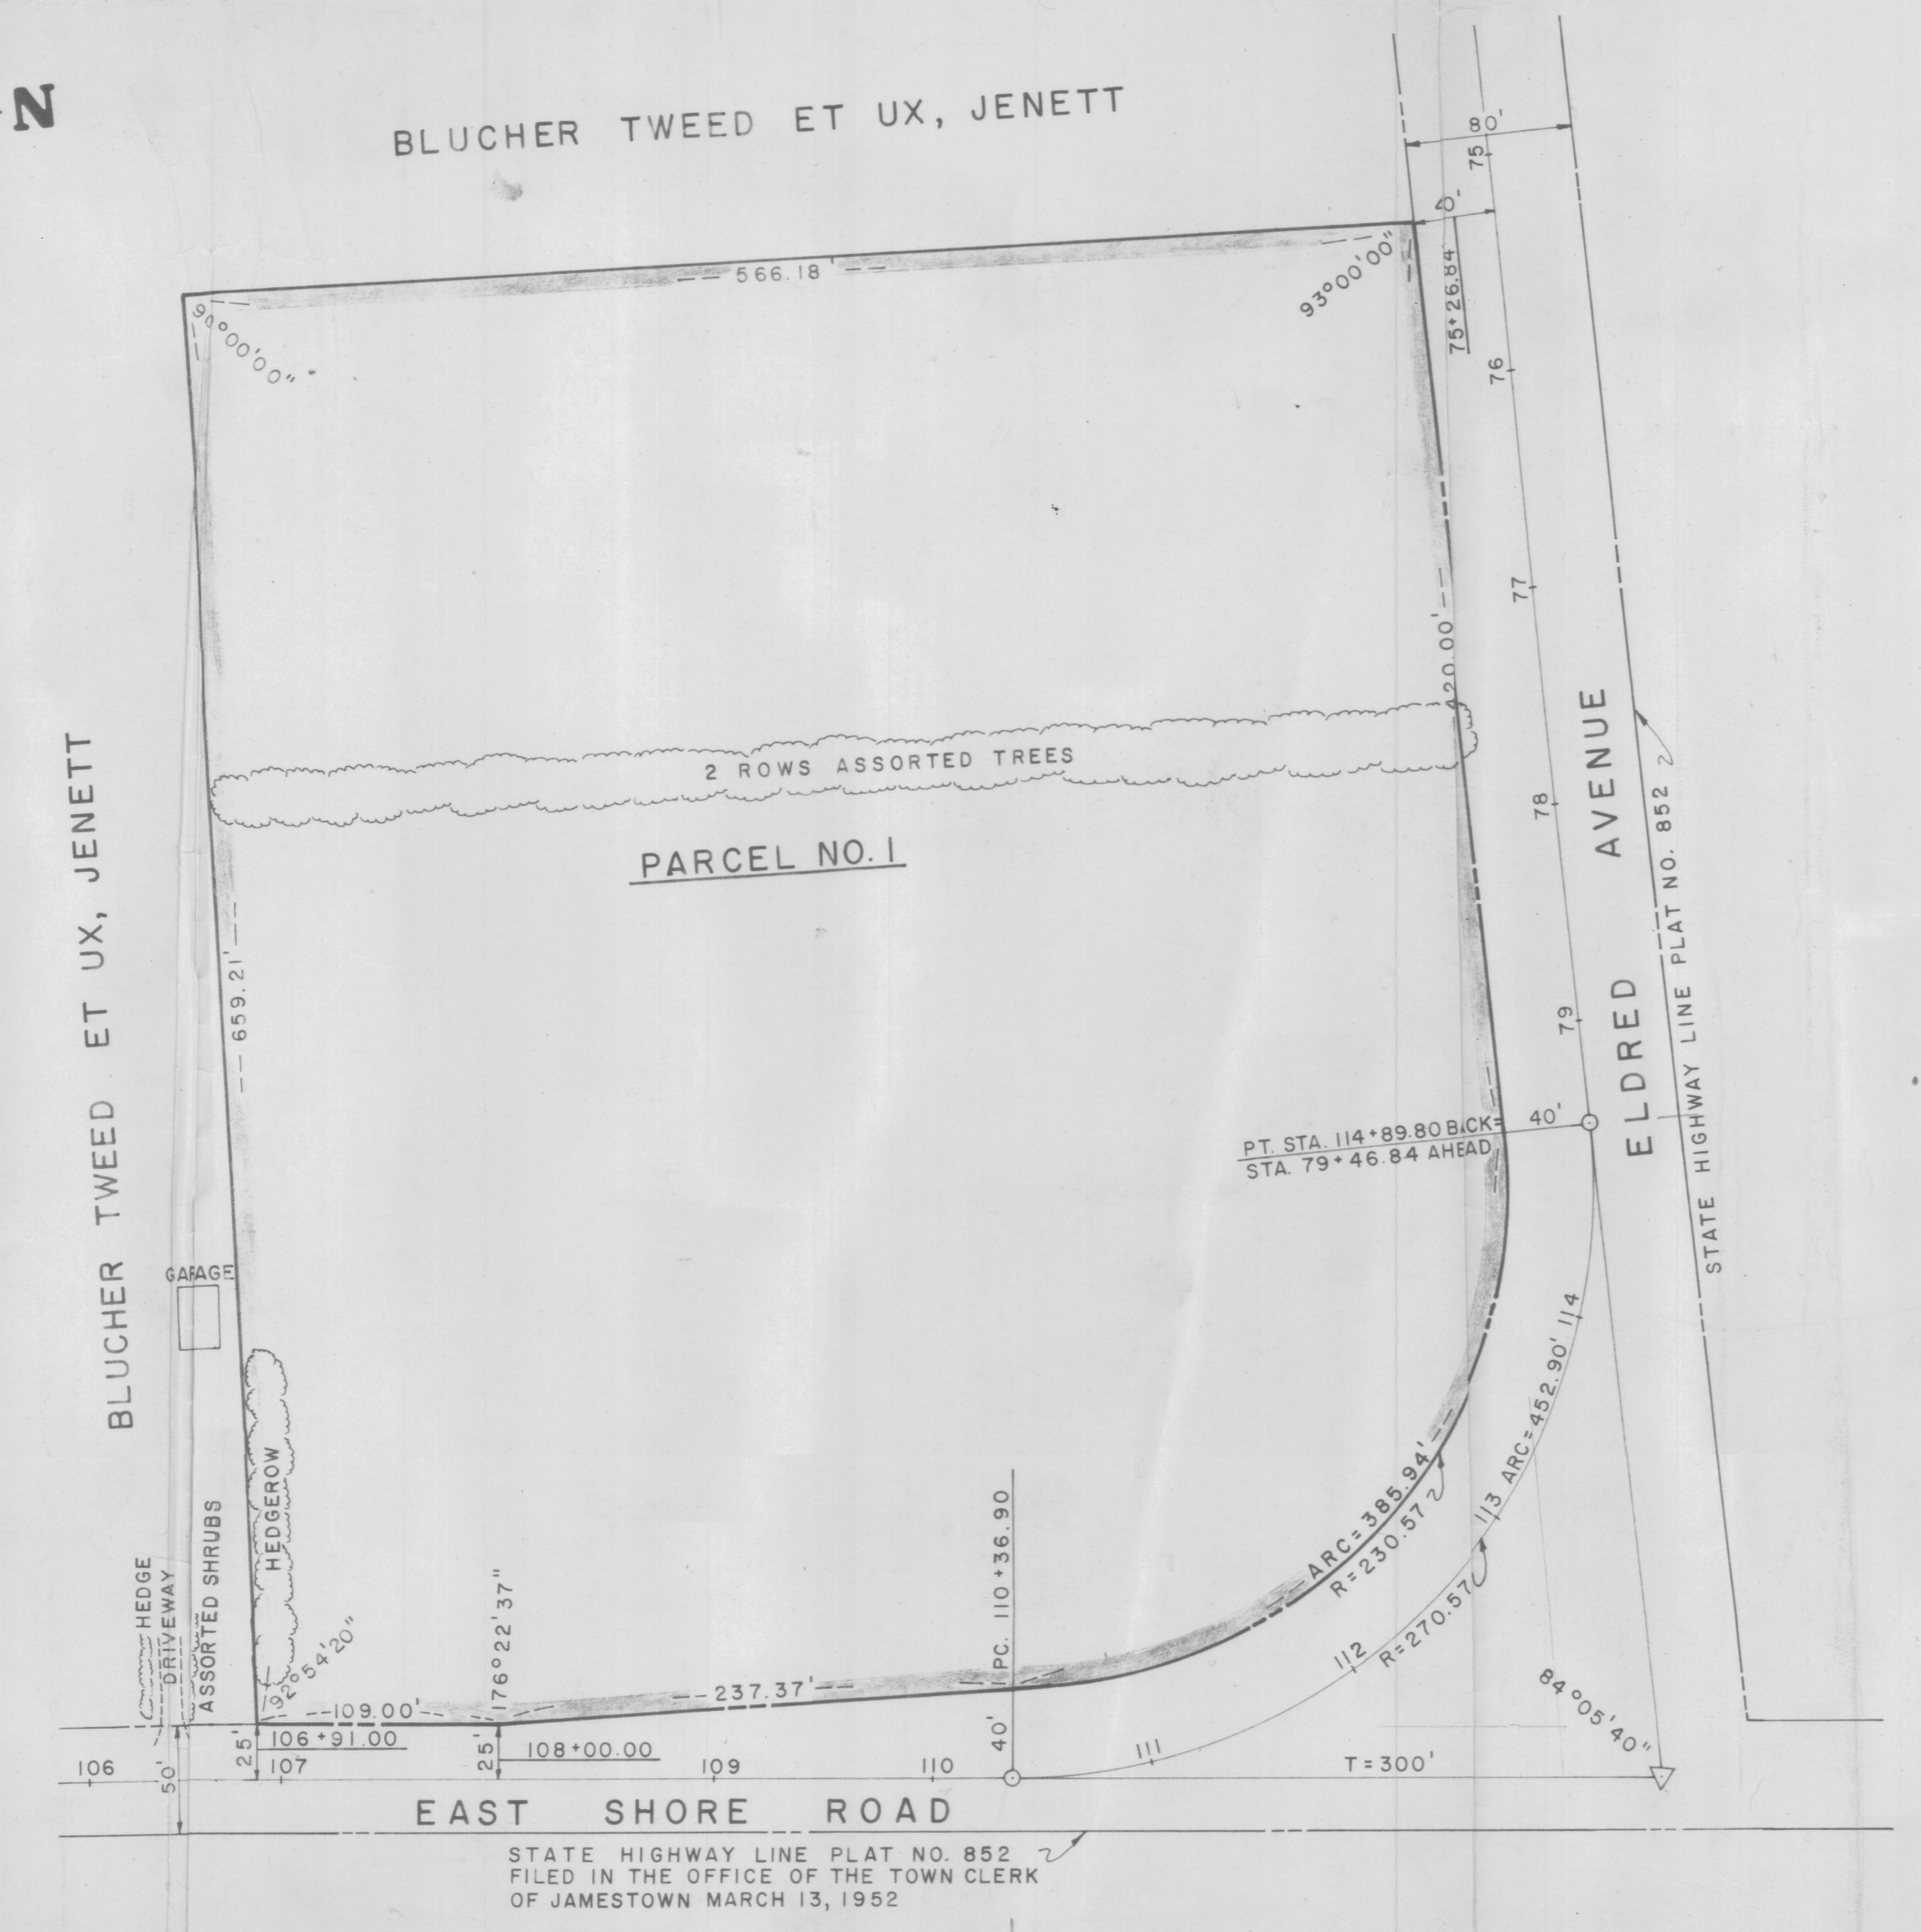 N
BLUCHER TWEED ET UX, JENETT
80'
75
40'
566.18'
90°00'00"
93°00'00"
75+26.84
76
77
420.00'
2 ROWS ASSORTED TREES
78
PARCEL NO. 1
BLUCHER TWEED ET UX, JENETT
659.21'
79
ELDRED AVENUE
STATE HIGHWAY LINE PLAT NO. 852
40'
PT. STA. 114+89.80 BACK=
STA. 79+46.84 AHEAD
GARAGE
114
ARC=452.90'
113
HEDGEROW
ARC=385.94'
R=230.57
R=270.57
112
HEDGE
DRIVEWAY
ASSORTED SHRUBS
92°54'20"
176°22'37"
PC. 110+36.90
84°05'40"
109.00'
237.37'
25'
106+91.00
25'
108+00.00
40'
106
50'
107
109
110
111
T=300'
EAST SHORE ROAD
STATE HIGHWAY LINE PLAT NO. 852
FILED IN THE OFFICE OF THE TOWN CLERK
OF JAMESTOWN MARCH 13, 1952